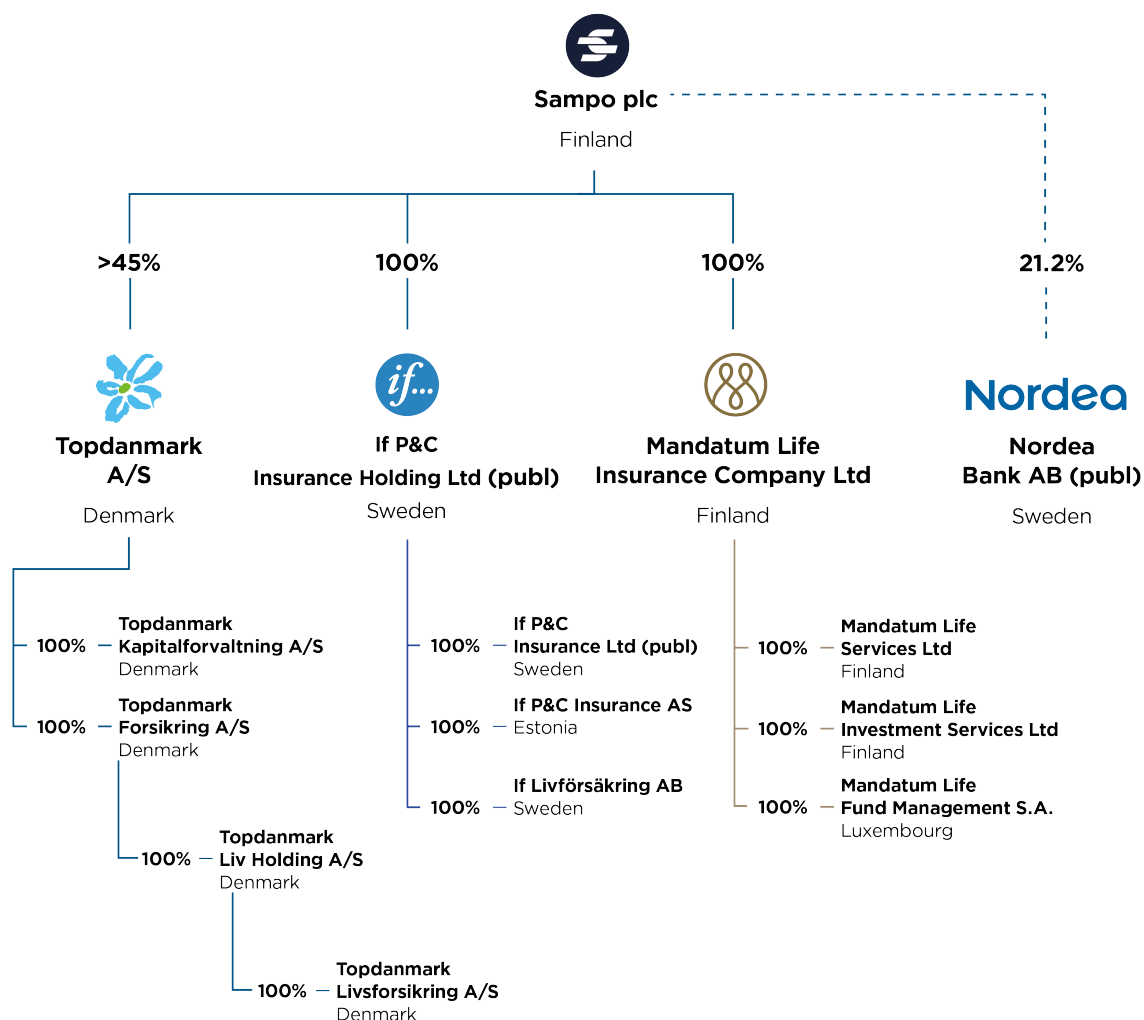 Sampo plc
Finland
>45%
100%
100%
21.2%
if...
Nordea
Topdanmark
A/S
Denmark
If P&C
Insurance Holding Ltd (publ)
Sweden
Mandatum Life
Insurance Company Ltd
Finland
Nordea
Bank AB (publ)
Sweden
100%
Topdanmark
Kapitalforvaltning A/S
Denmark
100%
Topdanmark
Forsikring A/S
Denmark
100%
Topdanmark
Liv Holding A/S
Denmark
100%
Topdanmark
Livsforsikring A/S
Denmark
100%
If P&C
Insurance Ltd (publ)
Sweden
100%
If P&C Insurance AS
Estonia
100%
If Livförsäkring AB
Sweden
100%
Mandatum Life
Services Ltd
Finland
100%
Mandatum Life
Investment Services Ltd
Finland
100%
Mandatum Life
Fund Management S.A.
Luxembourg